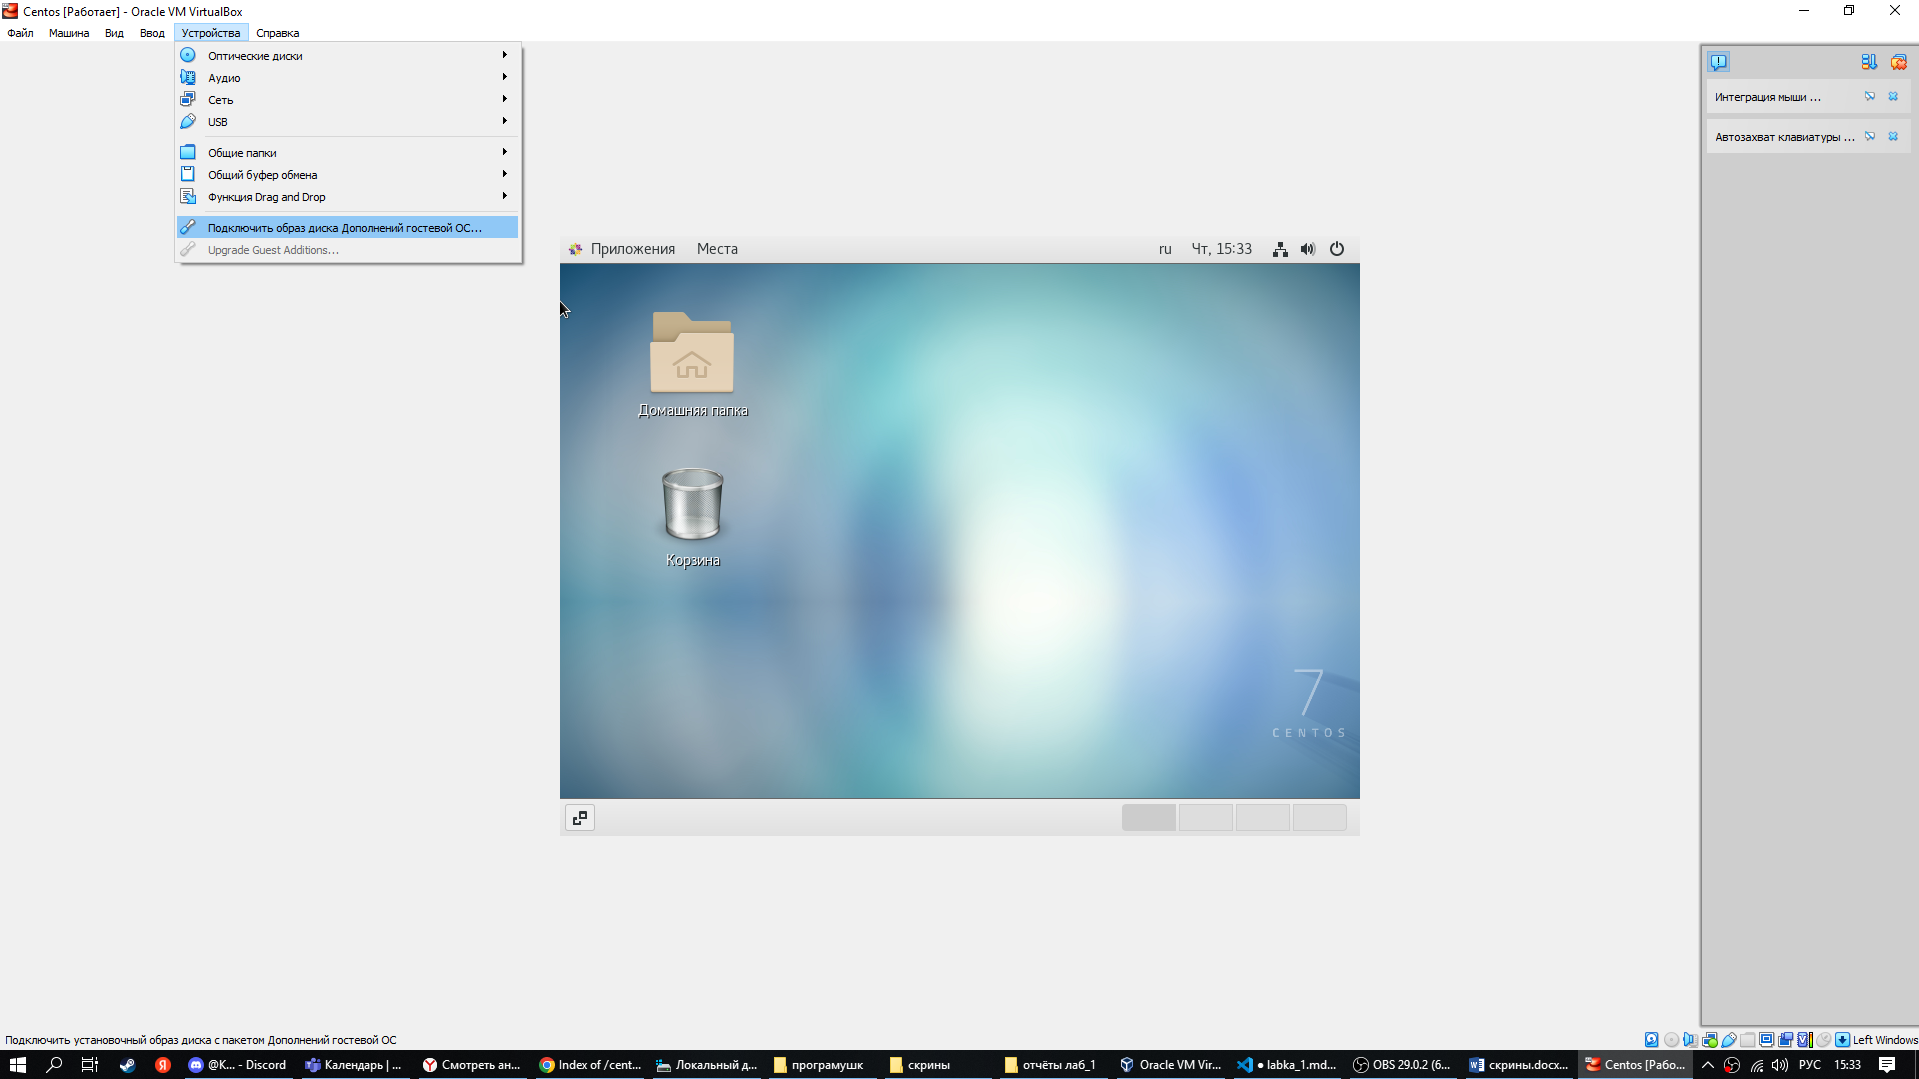 Centos [Работает] - Oracle VM VirtualBox
Файл Машина Вид Ввод Устройства Справка
Оптические диски
Аудио
Сеть
USB
Общие папки
Общий буфер обмена
Функция Drag and Drop
Подключить образ диска Дополнений гостевой ОС...
Upgrade Guest Additions...
Интеграция мыши ...
Автозахват клавиатуры ...
Приложения Места ru Чт, 15:33
Домашняя папка
Корзина
7
CENTOS
Подключить установочный образ диска с пакетом Дополнений гостевой ОС
Left Windows
@К... - Discord Календарь | ... Смотреть ан... Index of /cent... Локальный д... програмушк скрины отчёты лаб_1 Oracle VM Vir... ● labka_1.md... OBS 29.0.2 (6... скрины.docx... Centos [Рабо... РУС 15:33